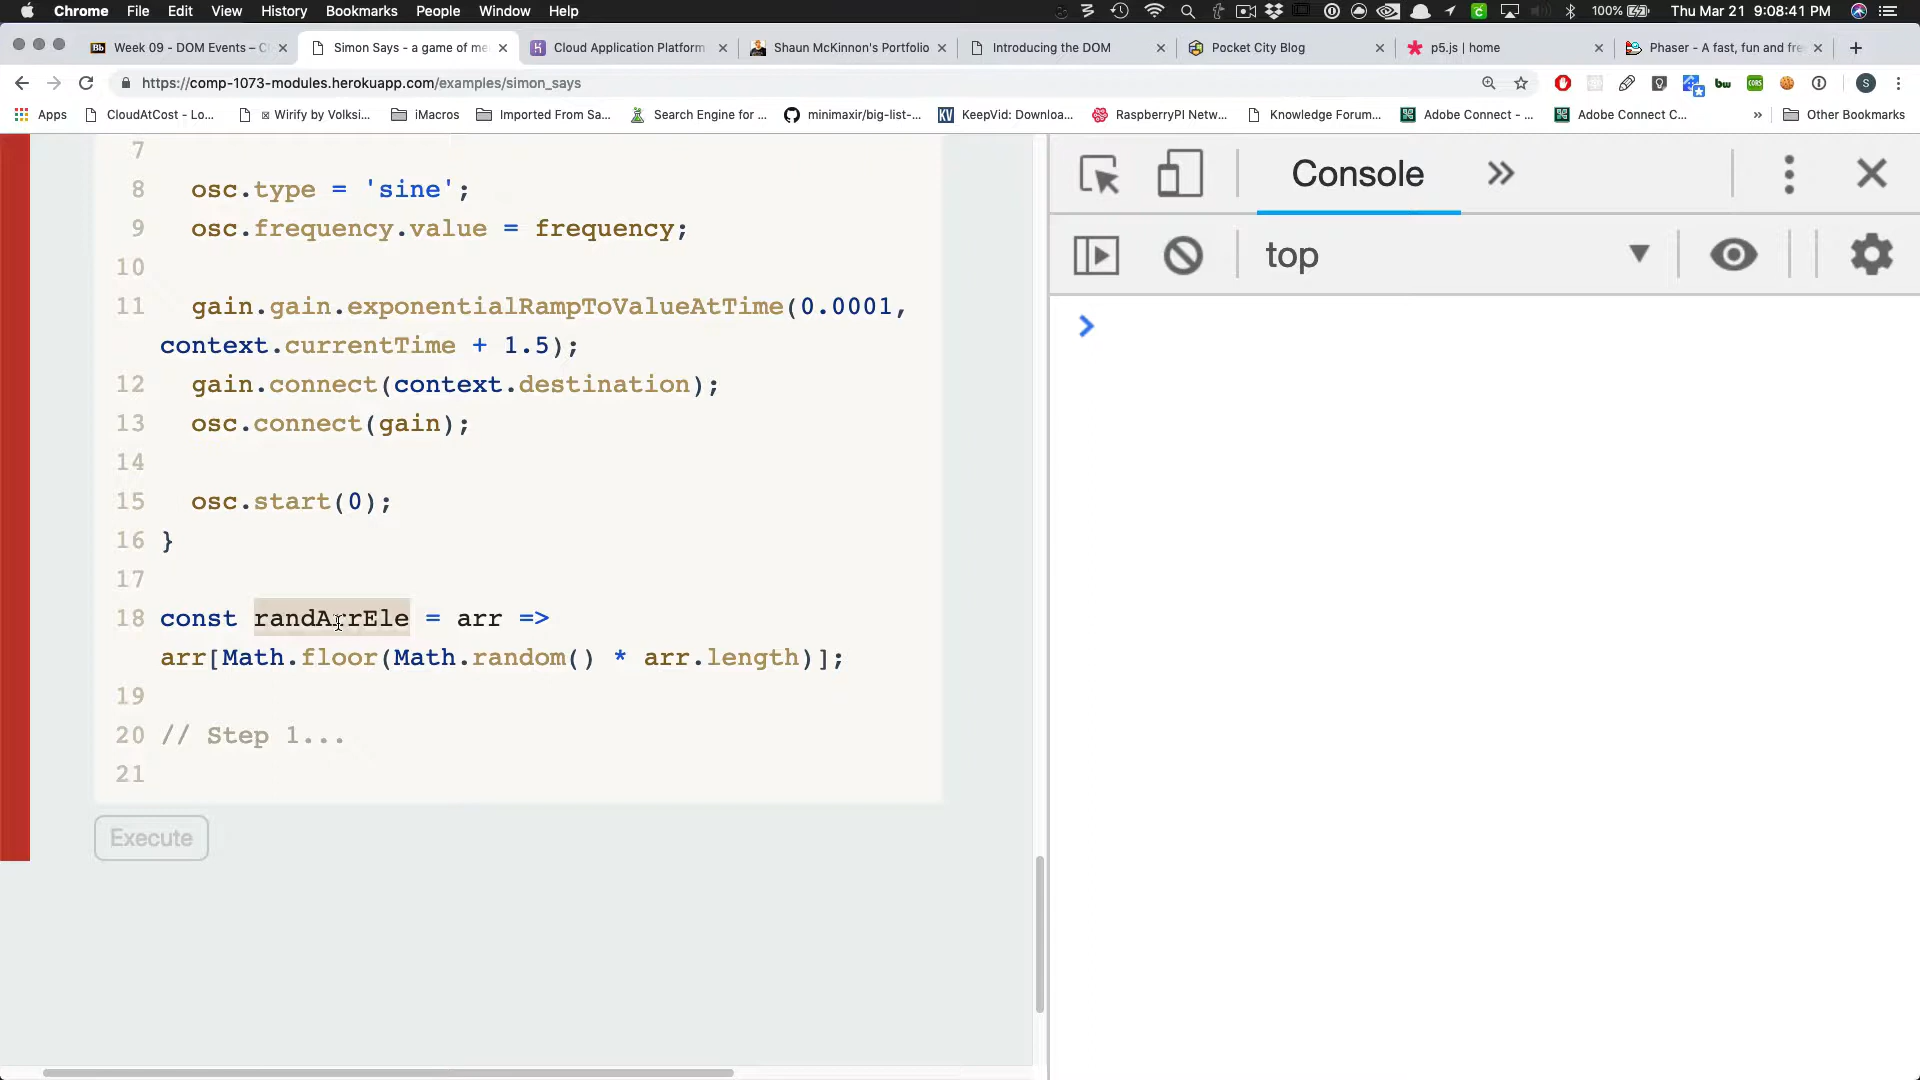 Chrome File Edit View History Bookmarks People Window Help 100% Thu Mar 21 9:08:41 PM
Week 09 - DOM Events – C Simon Says - a game of me Cloud Application Platform Shaun McKinnon's Portfolio Introducing the DOM Pocket City Blog p5.js | home Phaser - A fast, fun and fre
https://comp-1073-modules.herokuapp.com/examples/simon_says
Apps CloudAtCost - Lo... Wirify by Volksi... iMacros Imported From Sa... Search Engine for ... minimaxir/big-list-... KeepVid: Downloa... RaspberryPI Netw... Knowledge Forum... Adobe Connect - ... Adobe Connect C... » Other Bookmarks
Console »
top
7
8 osc.type = 'sine';
9 osc.frequency.value = frequency;
10
11 gain.gain.exponentialRampToValueAtTime(0.0001,
context.currentTime + 1.5);
12 gain.connect(context.destination);
13 osc.connect(gain);
14
15 osc.start(0);
16 }
17
18 const randArrEle = arr =>
arr[Math.floor(Math.random() * arr.length)];
19
20 // Step 1...
21
Execute